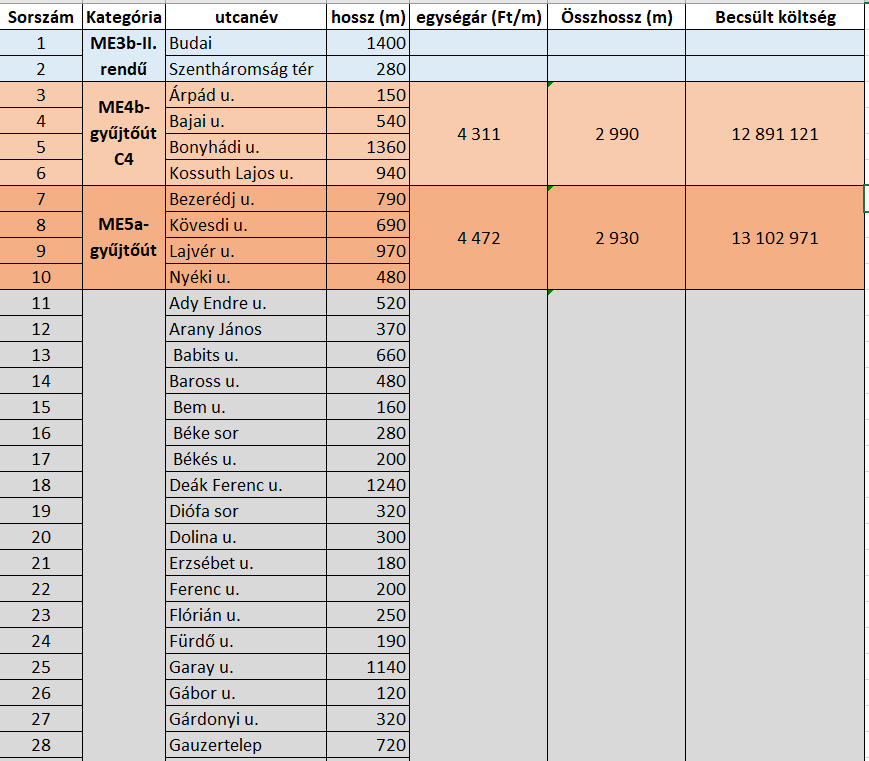 Sorszám Kategória utcanév hossz (m) egységár (Ft/m) Összhossz (m) Becsült költség
1 ME3b-II. Budai 1400
2 rendű Szentháromság tér 280
3 ME4b- Árpád u. 150
4 gyűjtőút Bajai u. 540 4 311 2 990 12 891 121
5 C4 Bonyhádi u. 1360
6 Kossuth Lajos u. 940
7 ME5a- Bezerédj u. 790
8 gyűjtőút Kövesdi u. 690 4 472 2 930 13 102 971
9 Lajvér u. 970
10 Nyéki u. 480
11 Ady Endre u. 520
12 Arany János 370
13 Babits u. 660
14 Baross u. 480
15 Bem u. 160
16 Béke sor 280
17 Békés u. 200
18 Deák Ferenc u. 1240
19 Diófa sor 320
20 Dolina u. 300
21 Erzsébet u. 180
22 Ferenc u. 200
23 Flórián u. 250
24 Fürdő u. 190
25 Garay u. 1140
26 Gábor u. 120
27 Gárdonyi u. 320
28 Gauzertelep 720